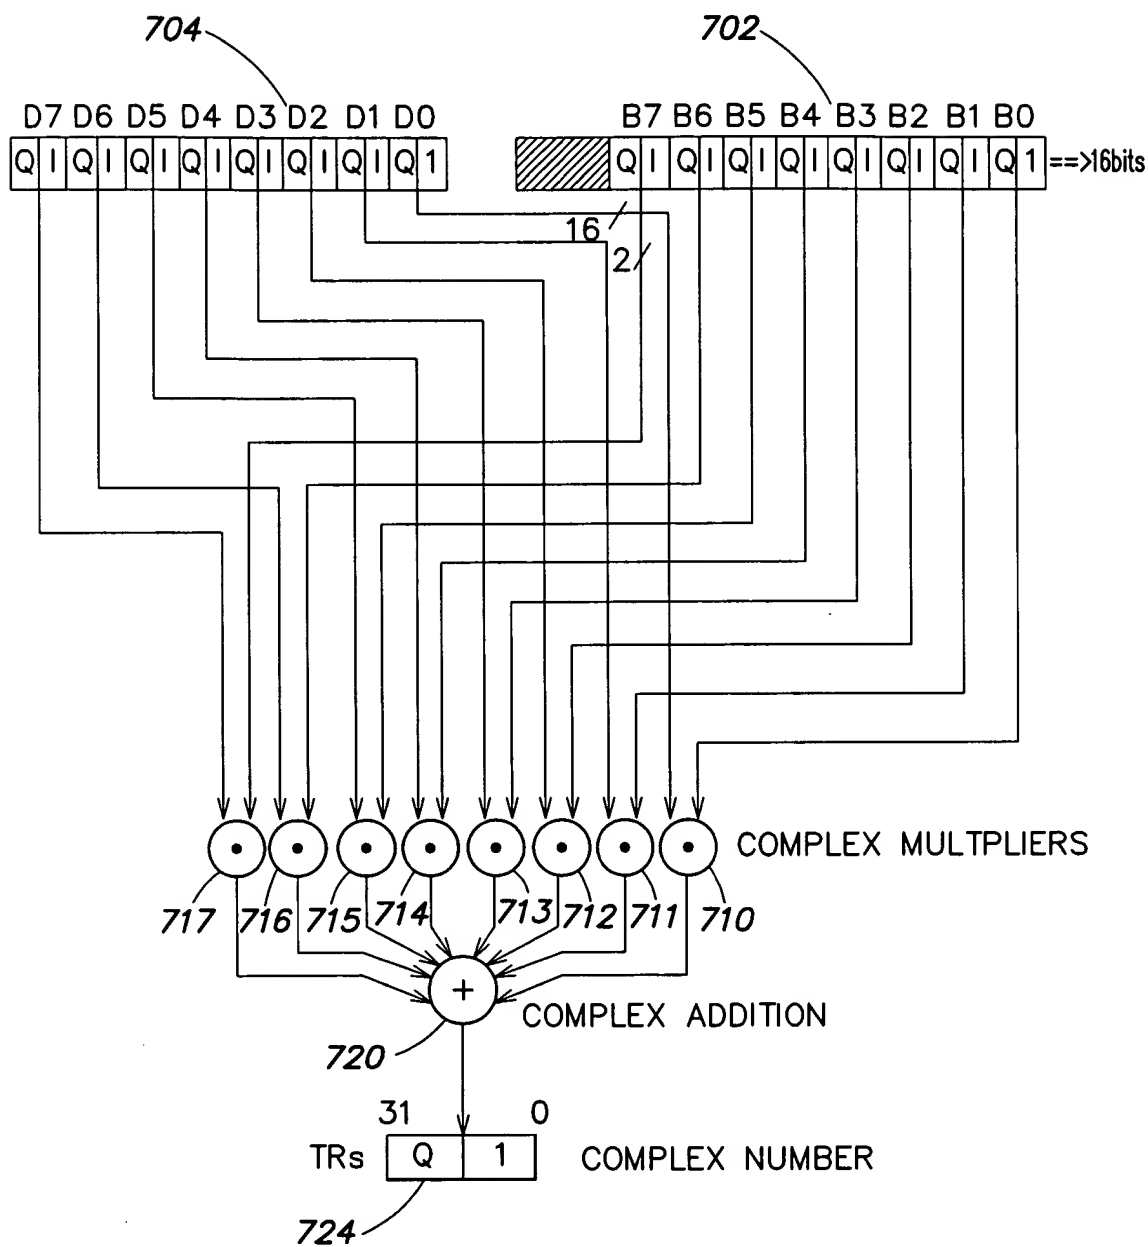 704
702
D7 D6 D5 D4 D3 D2 D1 D0
B7 B6 B5 B4 B3 B2 B1 B0
Q I Q I Q I Q I Q I Q I Q I Q 1
Q I Q I Q I Q I Q I Q I Q I Q 1 ==>16bits
16
2
COMPLEX MULTPLIERS
717 716 715 714 713 712 711 710
+
COMPLEX ADDITION
720
31 0
TRs Q 1 COMPLEX NUMBER
724